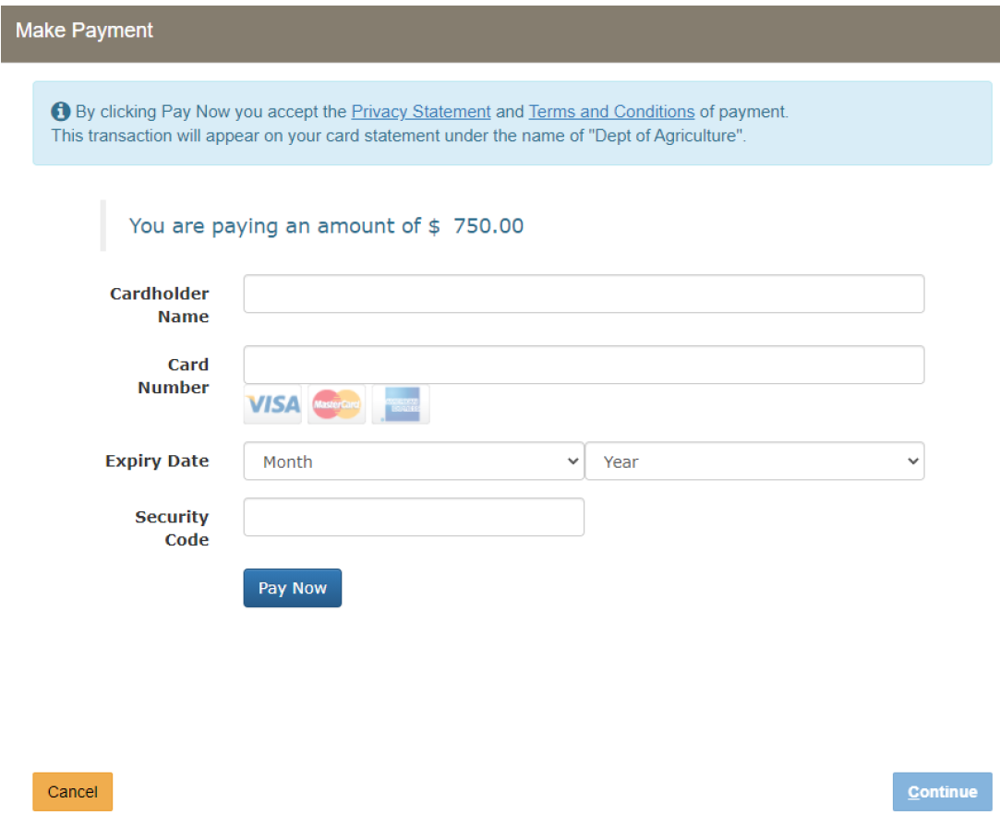 Make Payment
By clicking Pay Now you accept the Privacy Statement and Terms and Conditions of payment.
This transaction will appear on your card statement under the name of "Dept of Agriculture".
You are paying an amount of $ 750.00
Cardholder
Name
Card
Number
VISA MasterCard AMERICAN EXPRESS
Expiry Date Month Year
Security
Code
Pay Now
Cancel Continue